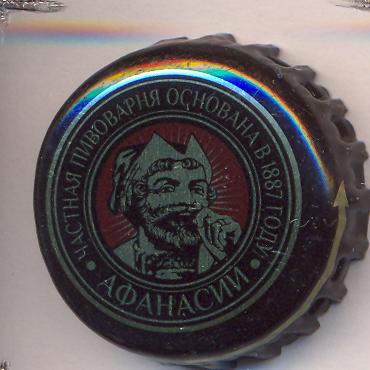 ЧАСТНАЯ ПИВОВАРНЯ ОСНОВАНА В 1887 ГОДУ
• АФАНАСИЙ •